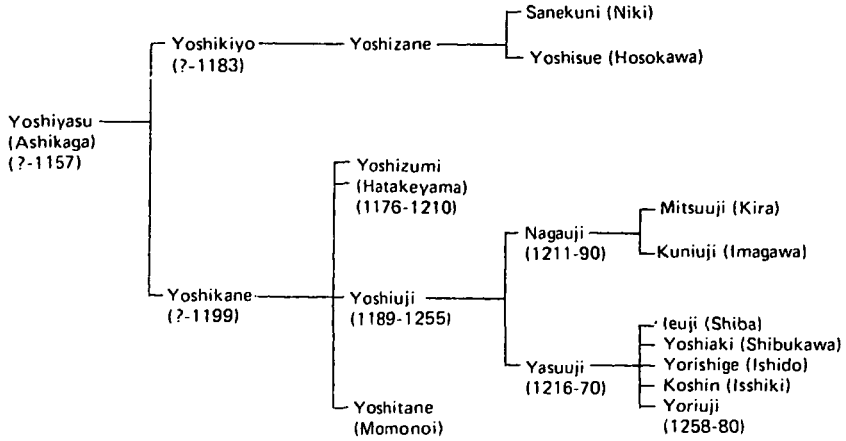 Sanekuni (Niki)
Yoshikiyo
(?-1183)
Yoshizane
Yoshisue (Hosokawa)
Yoshiyasu
(Ashikaga)
(?-1157)
Yoshizumi
(Hatakeyama)
(1176-1210)
Mitsuuji (Kira)
Nagauji
(1211-90)
Kuniuji (Imagawa)
Yoshikane
(?-1199)
Yoshiuji
(1189-1255)
Ieuji (Shiba)
Yoshiaki (Shibukawa)
Yasuuji
(1216-70)
Yorishige (Ishido)
Koshin (Isshiki)
Yoriuji
(1258-80)
Yoshitane
(Momonoi)